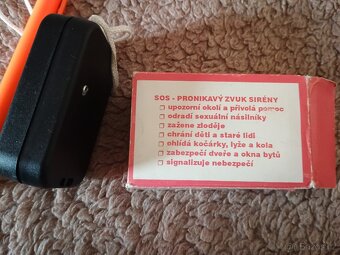 SOS - PRONIKAVÝ ZVUK SIRÉNY
upozorní okolí a přivolá pomoc
odradí sexuální násilníky
zažene zloděje
chrání děti a staré lidi
ohlídá kočárky, lyže a kola
zabezpečí dveře a okna bytů
signalizuje nebezpečí